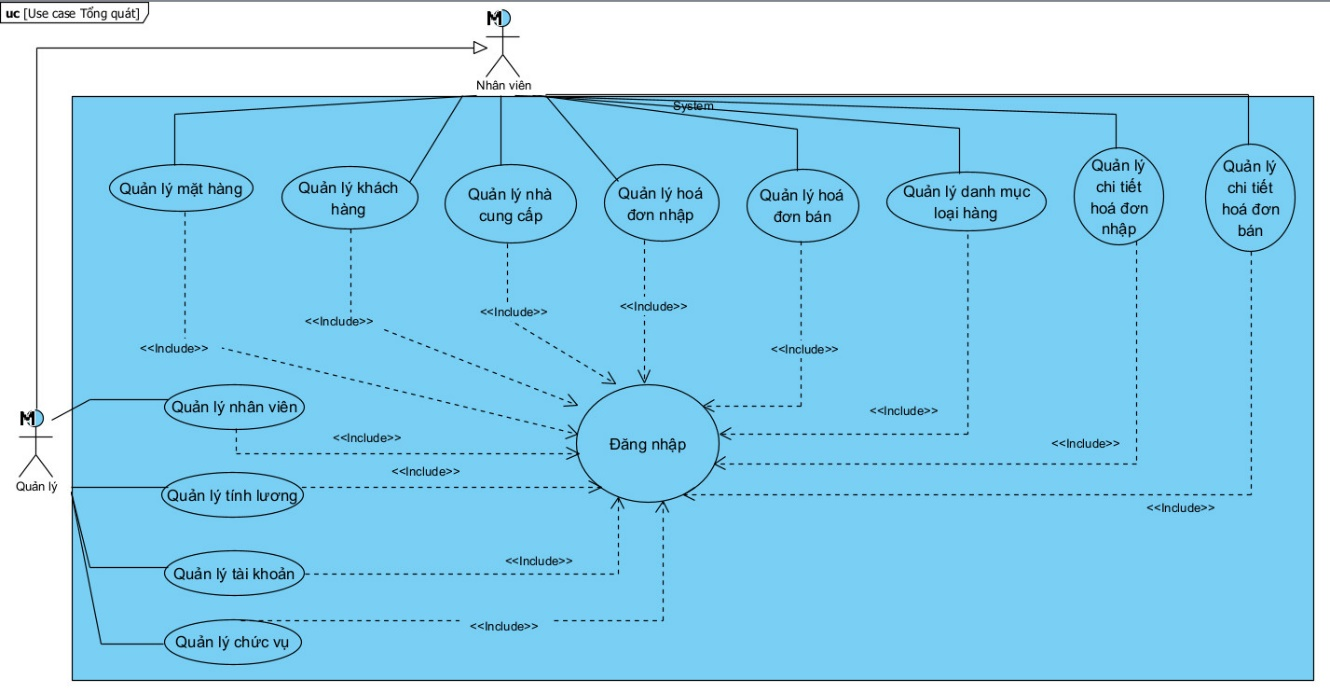 uc [Use case Tổng quát]
Nhân viên
System
Quản lý mặt hàng
Quản lý khách
hàng
Quản lý nhà
cung cấp
Quản lý hoá
đơn nhập
Quản lý hoá
đơn bán
Quản lý danh mục
loại hàng
Quản lý
chi tiết
hoá đơn
nhập
Quản lý
chi tiết
hoá đơn
bán
<<Include>>
<<Include>>
<<Include>>
<<Include>>
<<Include>>
<<Include>>
<<Include>>
<<Include>>
Quản lý
Quản lý nhân viên
<<Include>>
Đăng nhập
Quản lý tính lương
<<Include>>
Quản lý tài khoản
<<Include>>
Quản lý chức vụ
<<Include>>